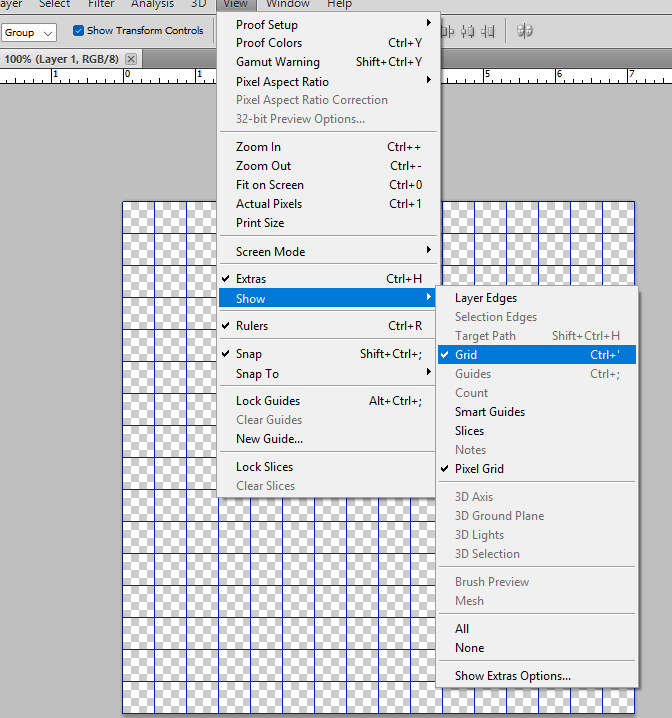 ayer Select Filter Analysis 3D View Window Help
Group Show Transform Controls
100% (Layer 1, RGB/8)
1 0 1 5 6 7
Proof Setup
Proof Colors Ctrl+Y
Gamut Warning Shift+Ctrl+Y
Pixel Aspect Ratio
Pixel Aspect Ratio Correction
32-bit Preview Options...
Zoom In Ctrl++
Zoom Out Ctrl+-
Fit on Screen Ctrl+0
Actual Pixels Ctrl+1
Print Size
Screen Mode
Extras Ctrl+H
Show
Rulers Ctrl+R
Snap Shift+Ctrl+;
Snap To
Lock Guides Alt+Ctrl+;
Clear Guides
New Guide...
Lock Slices
Clear Slices
Layer Edges
Selection Edges
Target Path Shift+Ctrl+H
Grid Ctrl+'
Guides Ctrl+;
Count
Smart Guides
Slices
Notes
Pixel Grid
3D Axis
3D Ground Plane
3D Lights
3D Selection
Brush Preview
Mesh
All
None
Show Extras Options...